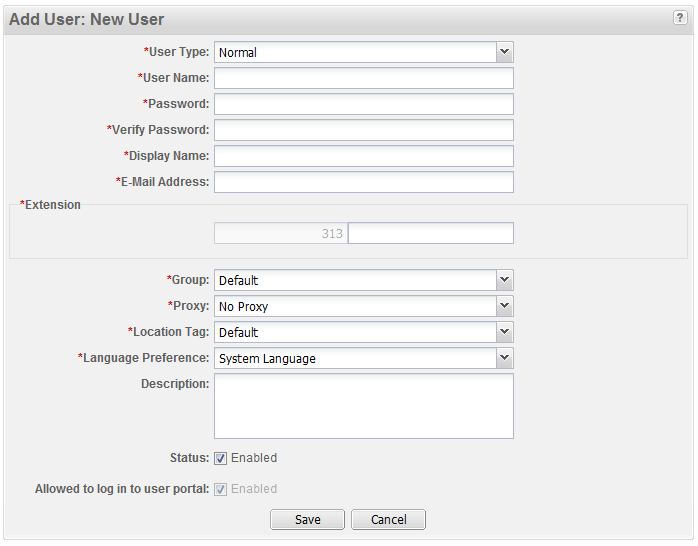 Add User: New User
?
*User Type: Normal
*User Name:
*Password:
*Verify Password:
*Display Name:
*E-Mail Address:
*Extension
313
*Group: Default
*Proxy: No Proxy
*Location Tag: Default
*Language Preference: System Language
Description:
Status: Enabled
Allowed to log in to user portal: Enabled
Save Cancel